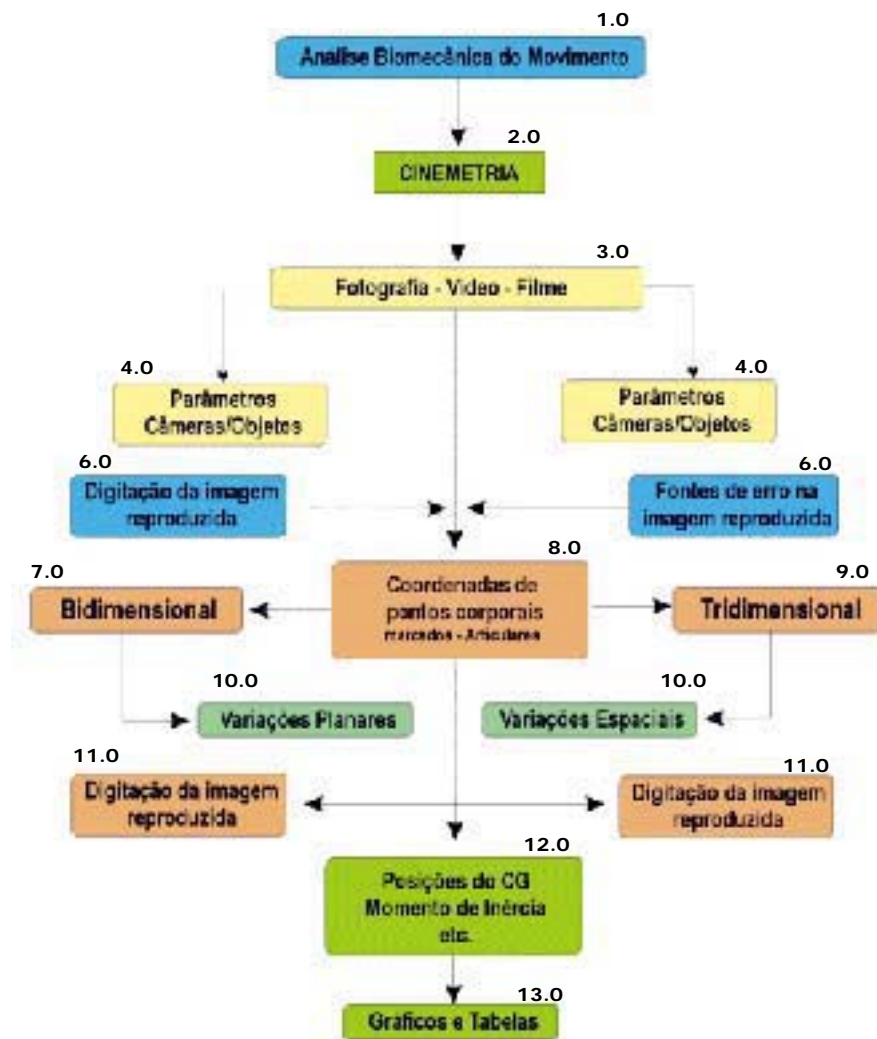 1.0
Análise Biomecânica do Movimento
2.0
CINEMETRIA
3.0
Fotografia - Vídeo - Filme
4.0
Parâmetros
Câmeras/Objetos
4.0
Parâmetros
Câmeras/Objetos
6.0
Digitação da imagem
reproduzida
6.0
Fontes de erro na
imagem reproduzida
7.0
Bidimensional
8.0
Coordenadas de
pontos corporais
marcados - Articulares
9.0
Tridimensional
10.0
Variações Planares
10.0
Variações Espaciais
11.0
Digitação da imagem
reproduzida
11.0
Digitação da imagem
reproduzida
12.0
Posições do CG
Momento de Inércia
etc.
13.0
Gráficos e Tabelas